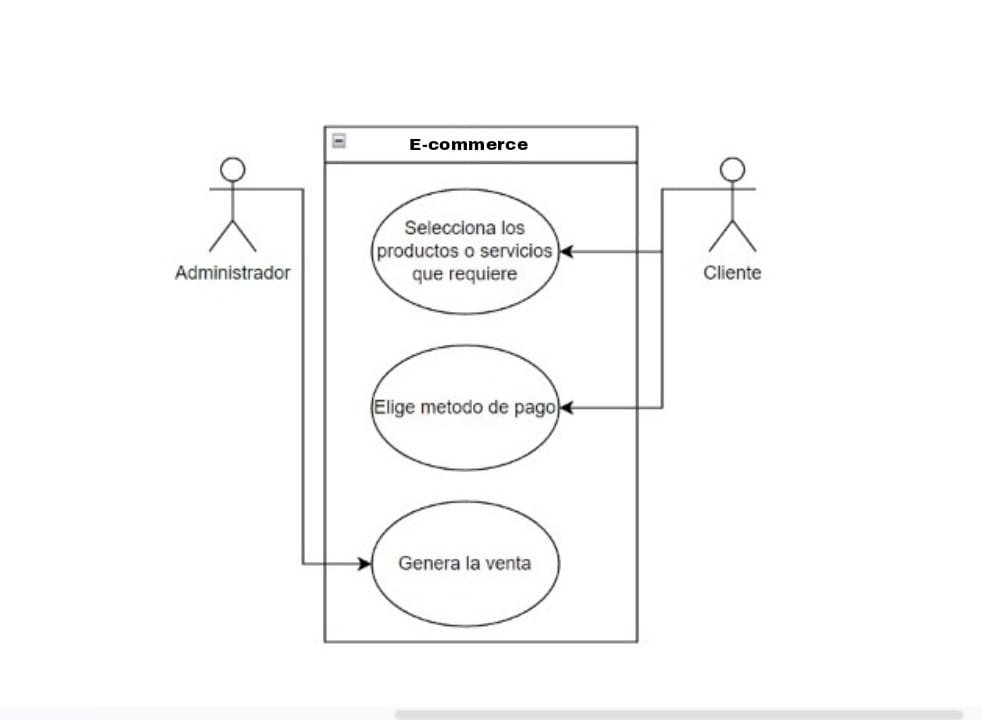 E-commerce
Selecciona los
productos o servicios
que requiere
Administrador
Cliente
Elige metodo de pago
Genera la venta